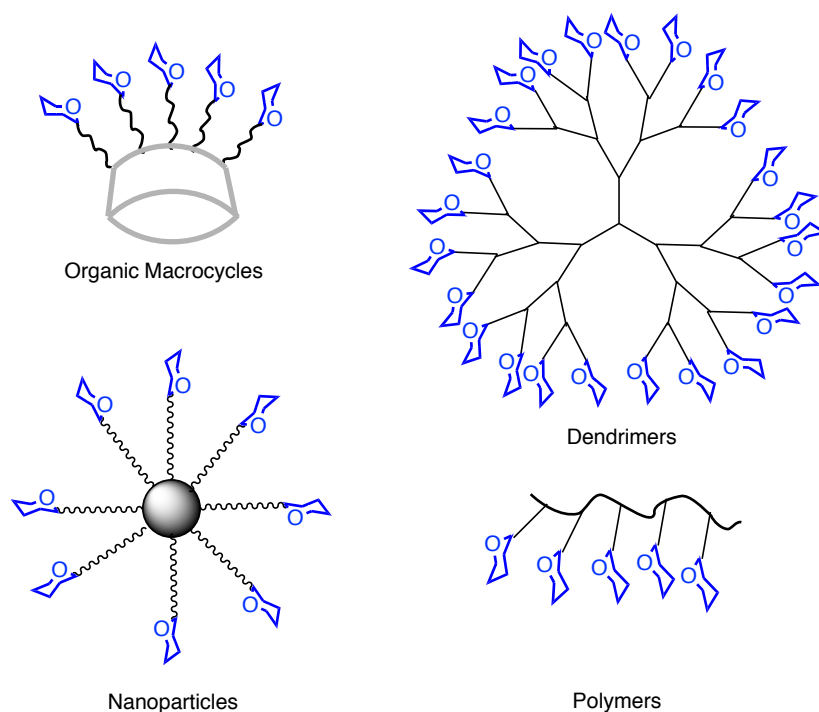 O O O O O
Organic Macrocycles
O O O O O O O O O O O O O O O O O O O O O O O O
Dendrimers
O O O O O O O O
Nanoparticles
O O O O O
Polymers